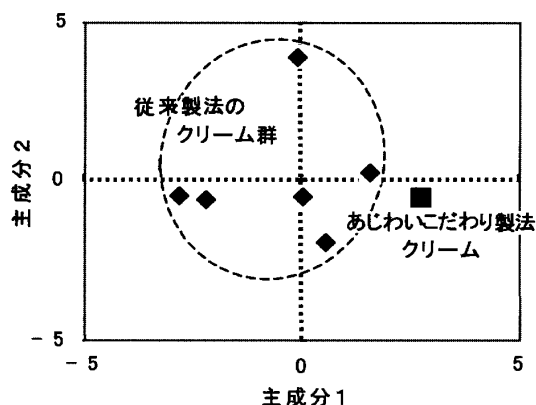 5
従来製法の
クリーム群
主成分2
0
あじわいこだわり製法
クリーム
-5
-5
0
5
主成分1